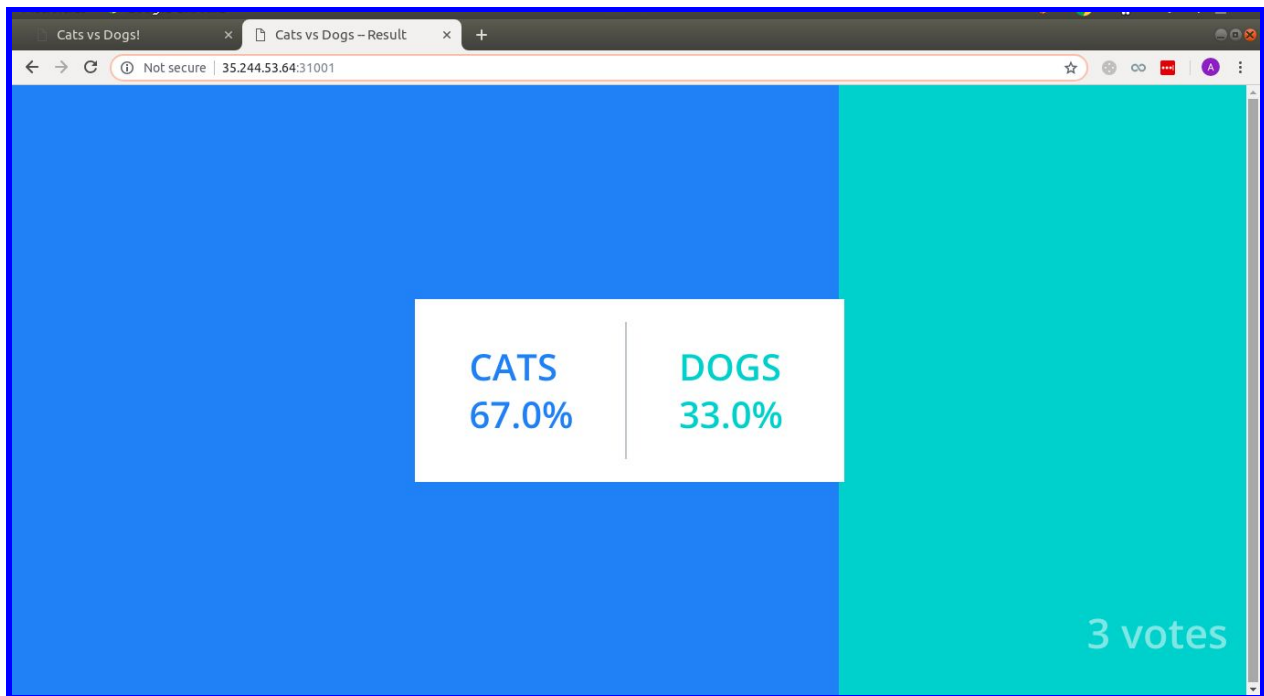 Cats vs Dogs!
Cats vs Dogs – Result
Not secure | 35.244.53.64:31001
A
CATS
67.0%
DOGS
33.0%
3 votes